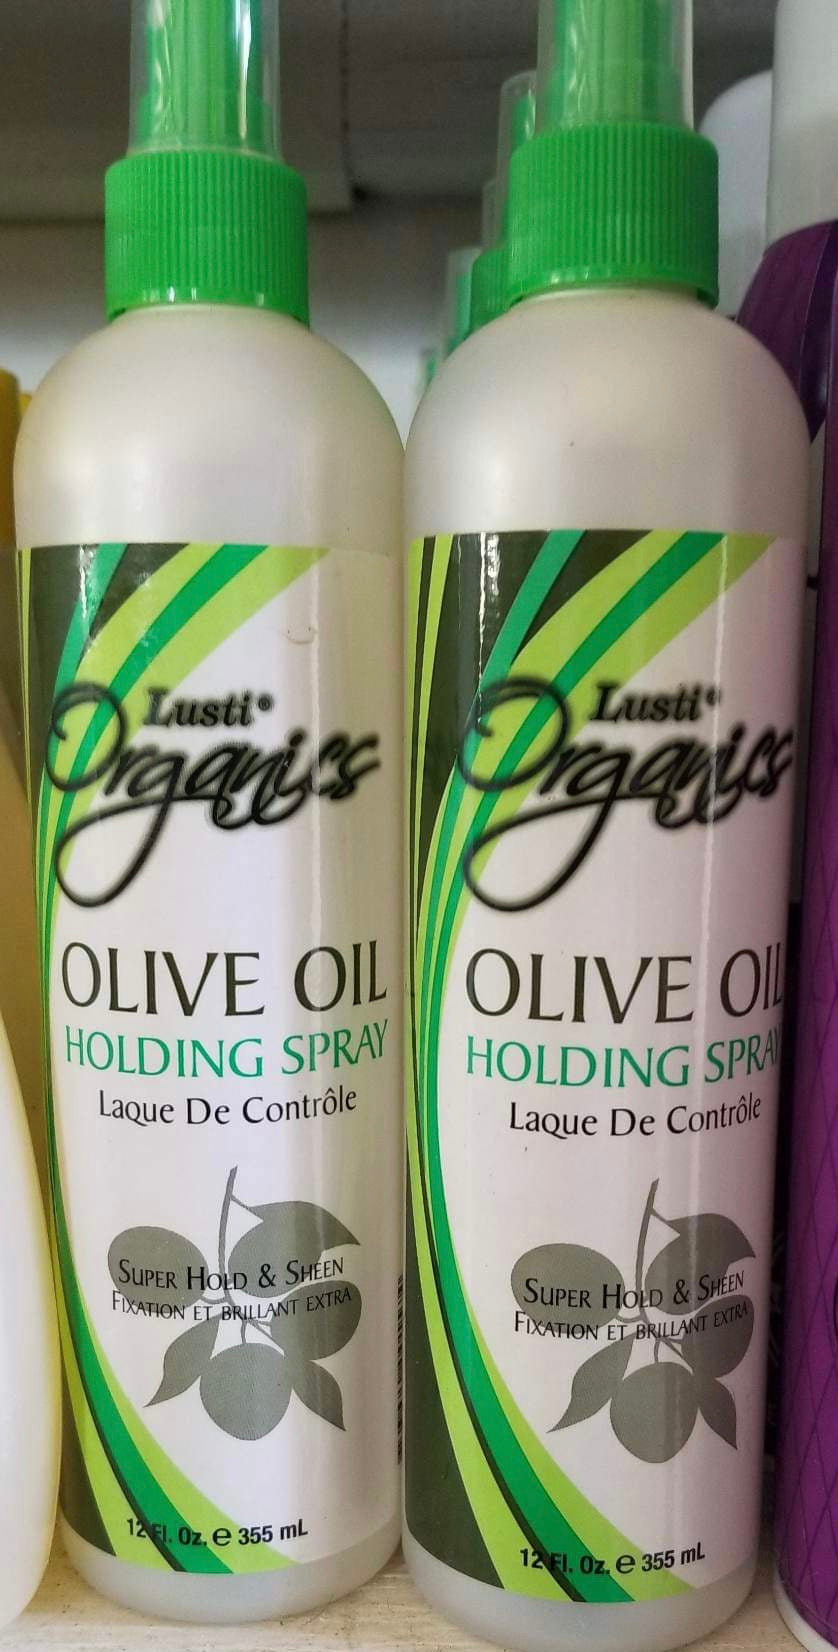 Lusti®
Organics
OLIVE OIL
HOLDING SPRAY
Laque De Contrôle
SUPER HOLD & SHEEN
FIXATION ET BRILLANT EXTRA
12 Fl. Oz. e 355 mL
Lusti®
Organics
OLIVE OIL
HOLDING SPRAY
Laque De Contrôle
SUPER HOLD & SHEEN
FIXATION ET BRILLANT EXTRA
12 Fl. Oz. e 355 mL